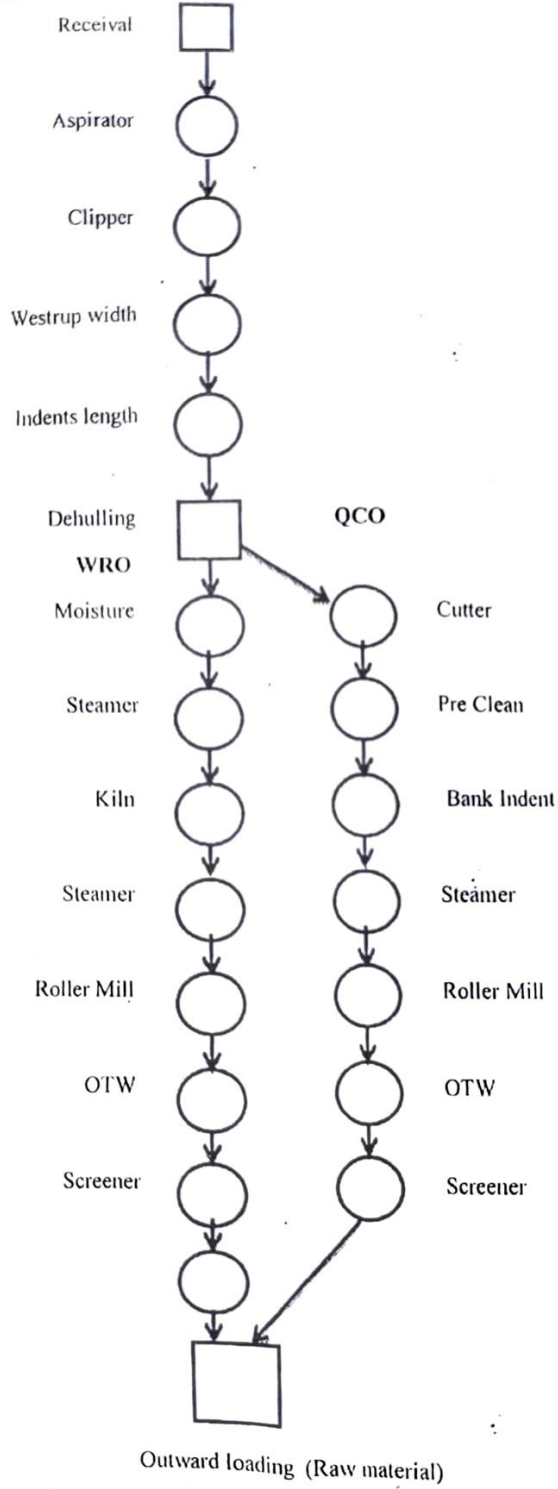 Receival
Aspirator
Clipper
Westrup width
Indents length
Dehulling
QCO
WRO
Moisture
Cutter
Steamer
Pre Clean
Kiln
Bank Indent
Steamer
Steamer
Roller Mill
Roller Mill
OTW
OTW
Screener
Screener
Outward loading (Raw material)